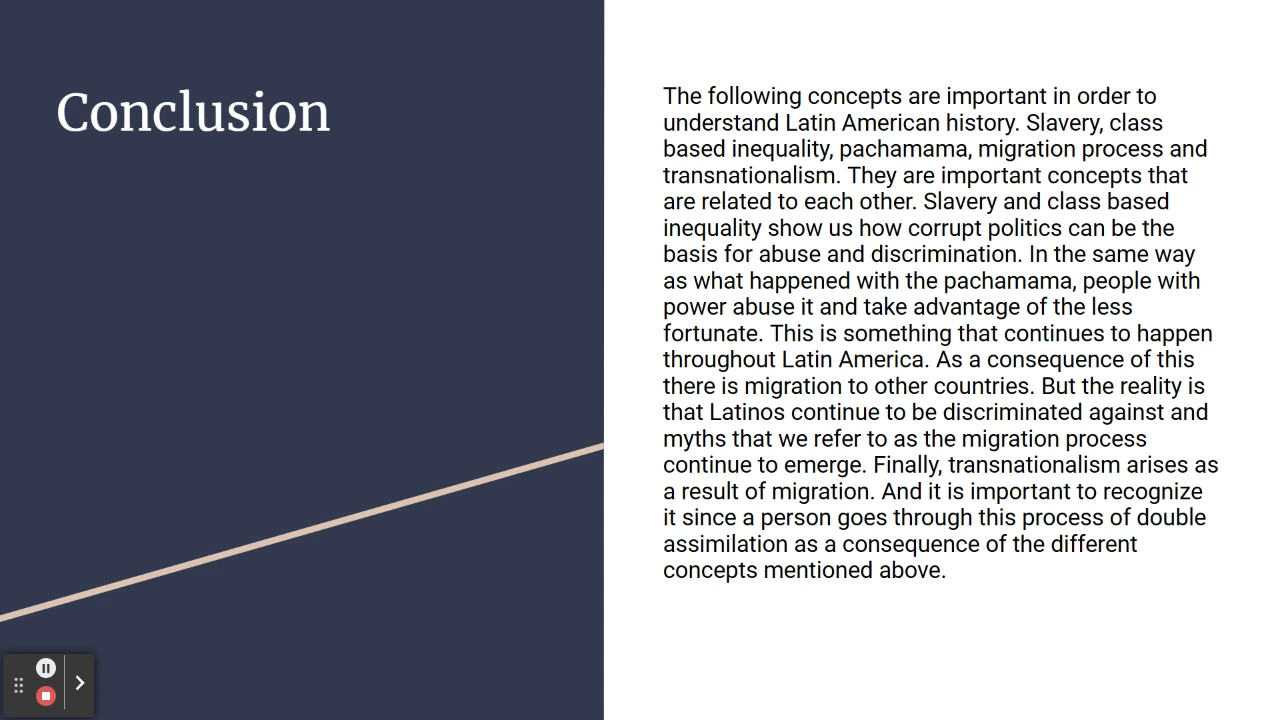 Conclusion
The following concepts are important in order to
understand Latin American history. Slavery, class
based inequality, pachamama, migration process and
transnationalism. They are important concepts that
are related to each other. Slavery and class based
inequality show us how corrupt politics can be the
basis for abuse and discrimination. In the same way
as what happened with the pachamama, people with
power abuse it and take advantage of the less
fortunate. This is something that continues to happen
throughout Latin America. As a consequence of this
there is migration to other countries. But the reality is
that Latinos continue to be discriminated against and
myths that we refer to as the migration process
continue to emerge. Finally, transnationalism arises as
a result of migration. And it is important to recognize
it since a person goes through this process of double
assimilation as a consequence of the different
concepts mentioned above.